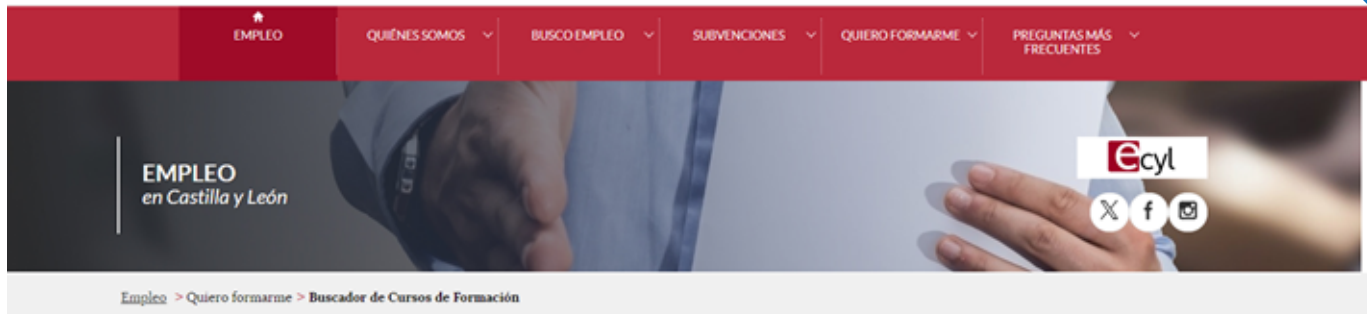 EMPLEO
QUIÉNES SOMOS
BUSCO EMPLEO
SUBVENCIONES
QUIERO FORMARME
PREGUNTAS MÁS
FRECUENTES
EMPLEO
en Castilla y León
ecyl
Empleo > Quiero formarme > Buscador de Cursos de Formación